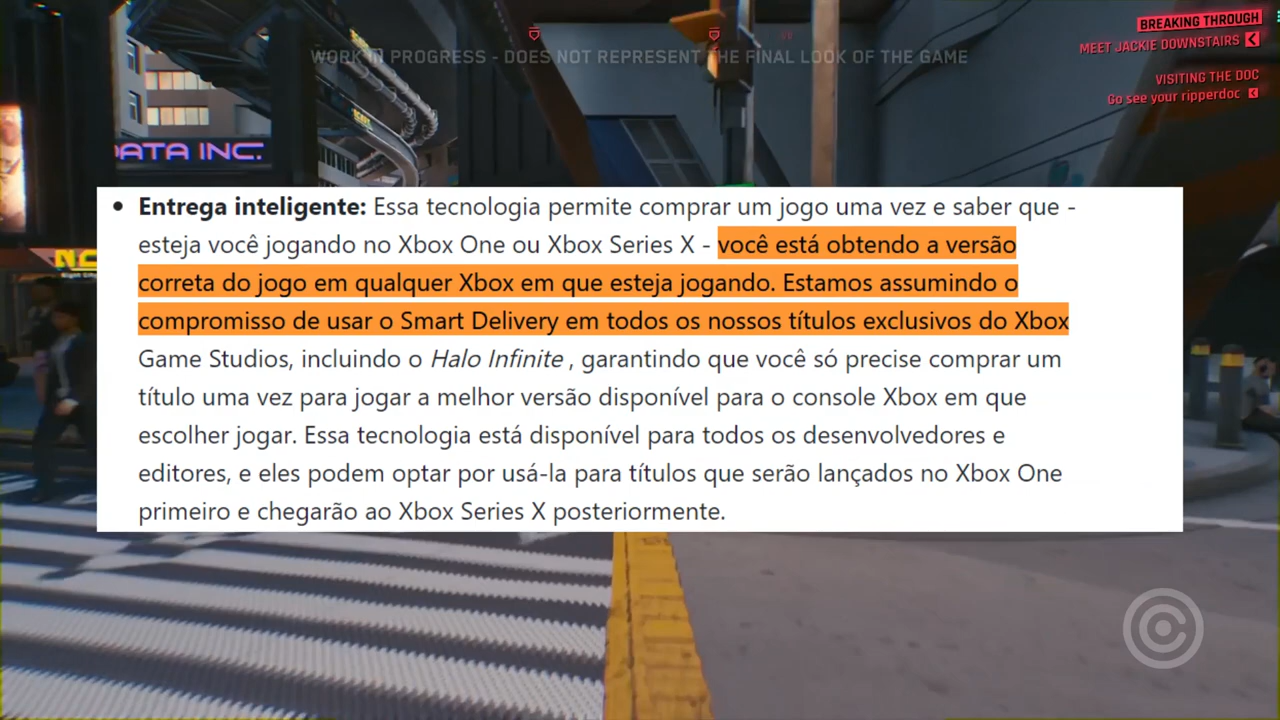 BREAKING THROUGH
MEET JACKIE DOWNSTAIRS
WORK IN PROGRESS - DOES NOT REPRESENT THE FINAL LOOK OF THE GAME
VISITING THE DOC
Go see your ripperdoc
DATA INC.
• Entrega inteligente: Essa tecnologia permite comprar um jogo uma vez e saber que -
esteja você jogando no Xbox One ou Xbox Series X - você está obtendo a versão
correta do jogo em qualquer Xbox em que esteja jogando. Estamos assumindo o
compromisso de usar o Smart Delivery em todos os nossos títulos exclusivos do Xbox
Game Studios, incluindo o Halo Infinite , garantindo que você só precise comprar um
título uma vez para jogar a melhor versão disponível para o console Xbox em que
escolher jogar. Essa tecnologia está disponível para todos os desenvolvedores e
editores, e eles podem optar por usá-la para títulos que serão lançados no Xbox One
primeiro e chegarão ao Xbox Series X posteriormente.